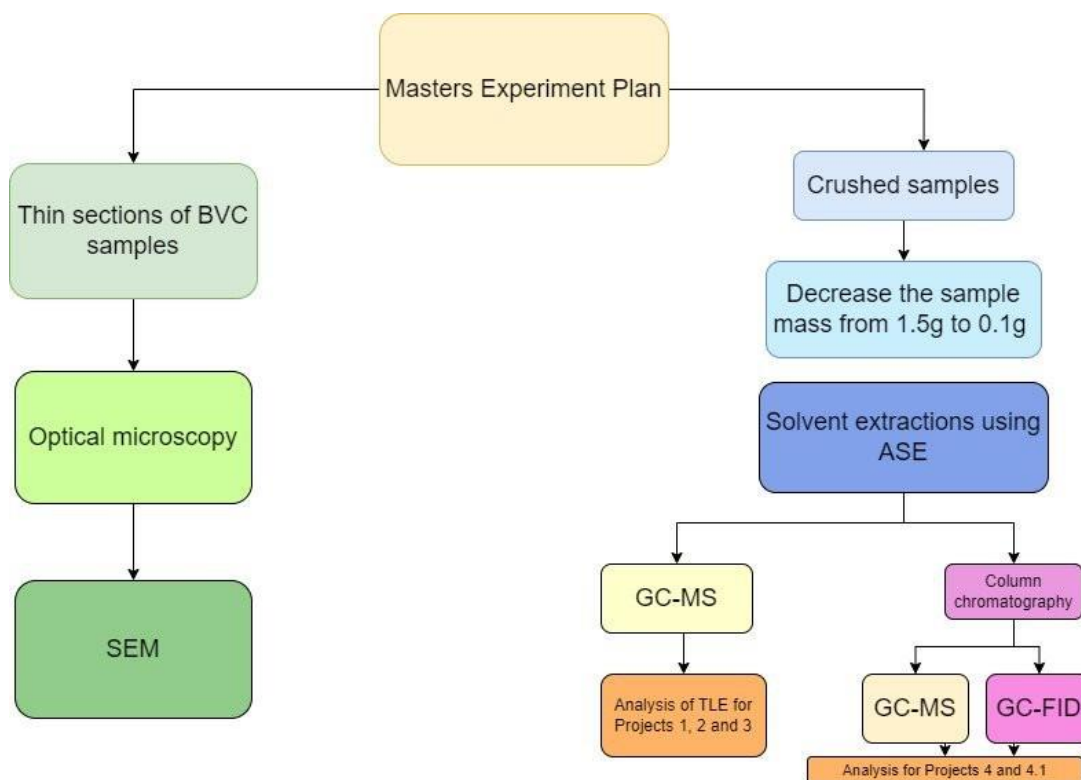 Masters Experiment Plan
Thin sections of BVC
samples
Crushed samples
Decrease the sample
mass from 1.5g to 0.1g
Optical microscopy
Solvent extractions using
ASE
SEM
GC-MS
Column
chromatography
Analysis of TLE for
Projects 1, 2 and 3
GC-MS
GC-FID
Analysis for Projects 4 and 4.1